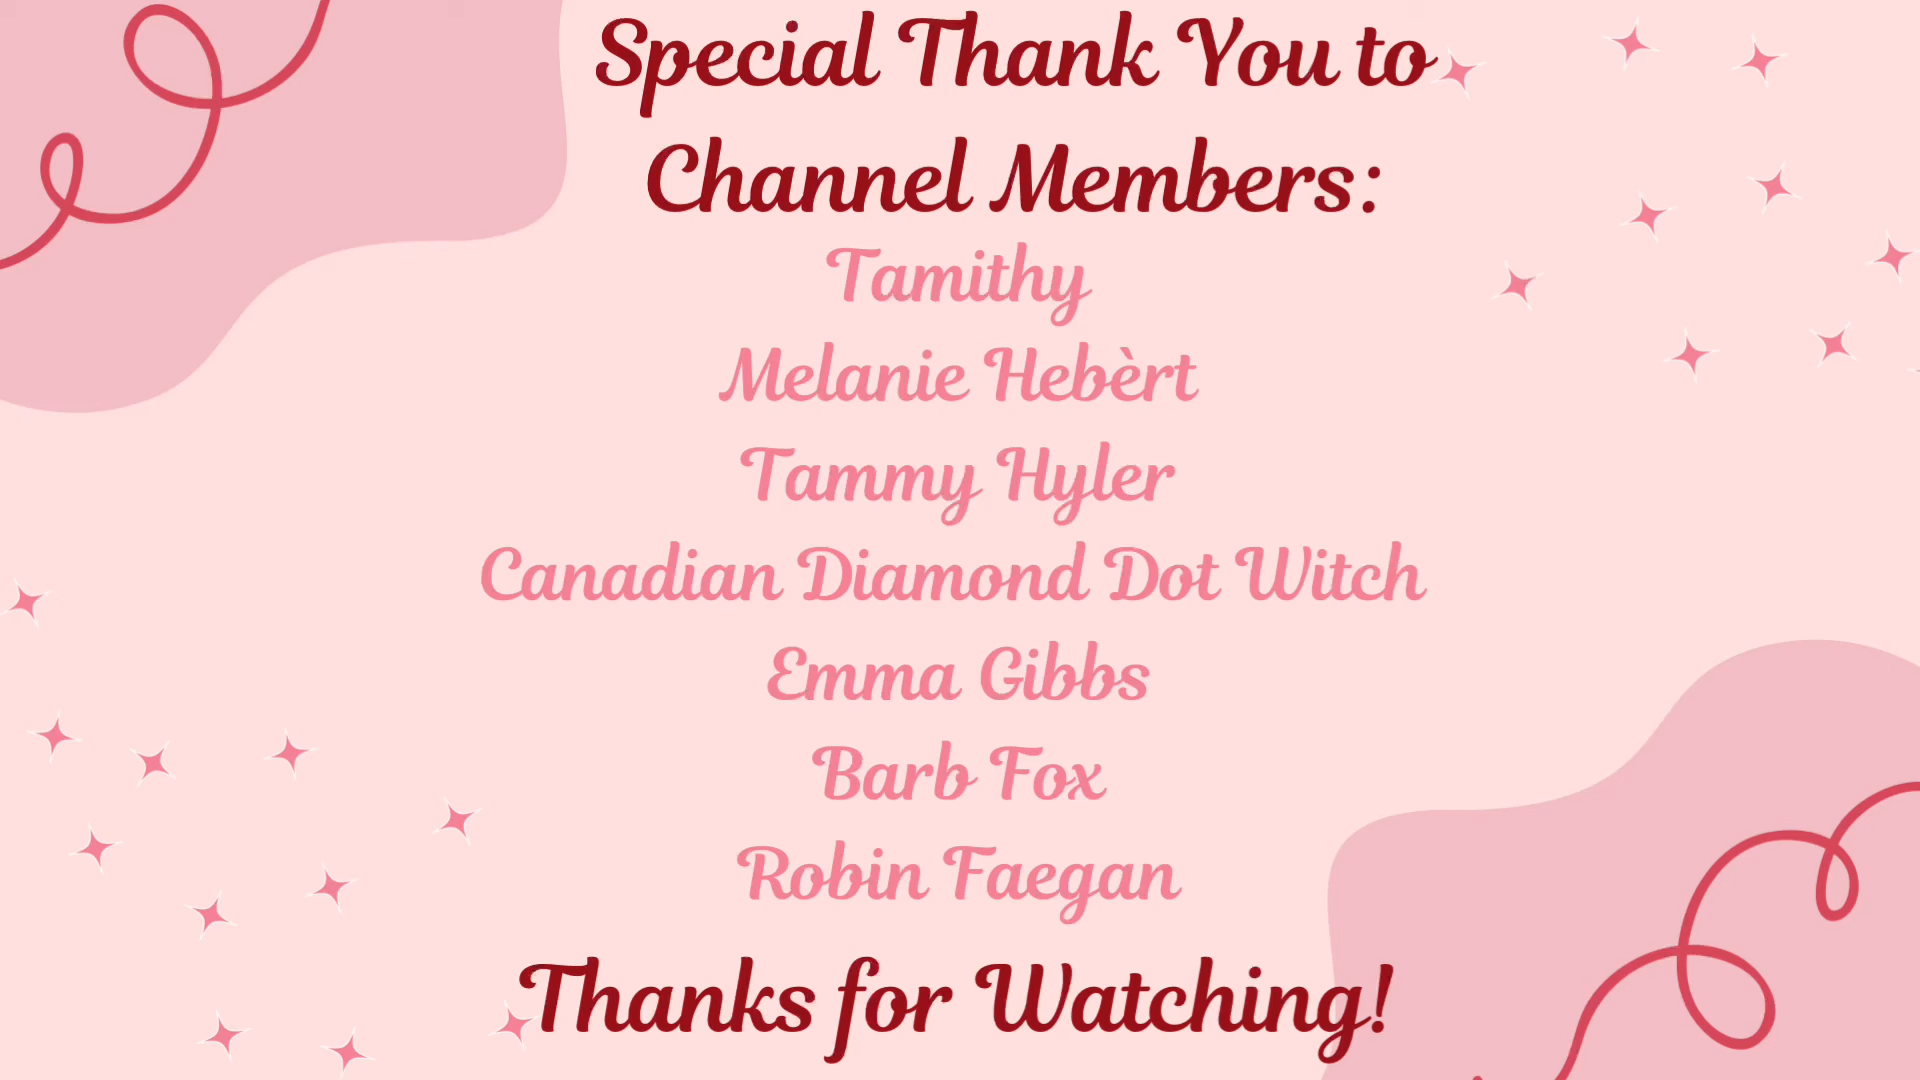 Special Thank You to
Channel Members:
Tamithy
Melanie Hebèrt
Tammy Hyler
Canadian Diamond Dot Witch
Emma Gibbs
Barb Fox
Robin Faegan
Thanks for Watching!